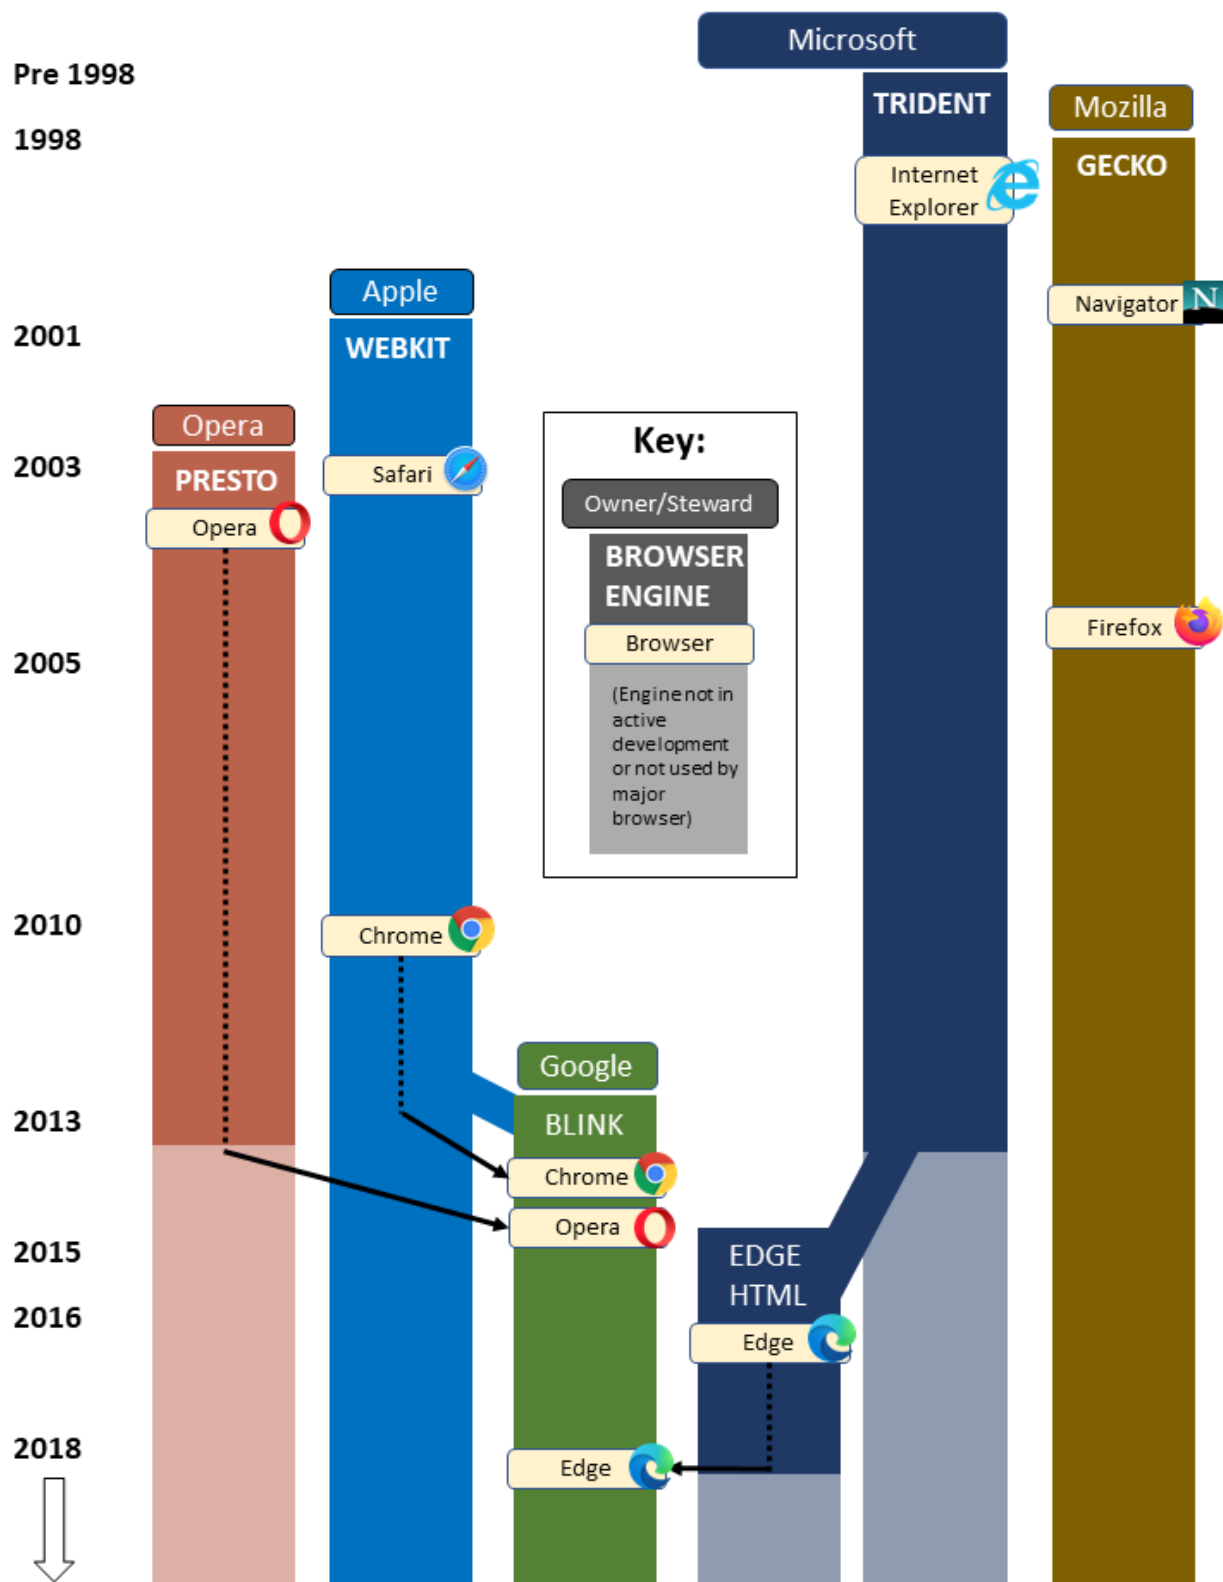 Microsoft
Pre 1998
TRIDENT
Mozilla
1998
GECKO
Internet
Explorer
Apple
Navigator
N
2001
WEBKIT
Opera
Key:
2003
Safari
PRESTO
Owner/Steward
Opera
BROWSER
ENGINE
Firefox
Browser
2005
(Engine not in
active
development
or not used by
major
browser)
2010
Chrome
Google
2013
BLINK
Chrome
Opera
2015
EDGE
HTML
2016
Edge
2018
Edge